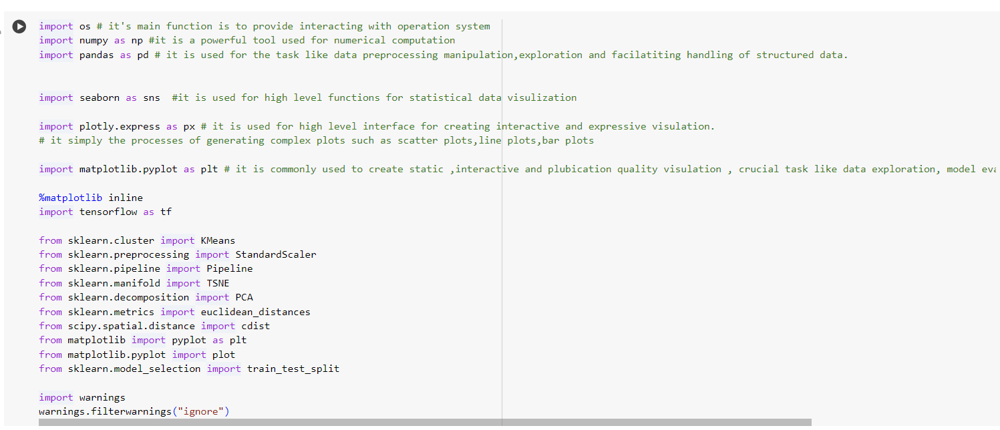 import os # it's main function is to provide interacting with operation system
import numpy as np #it is a powerful tool used for numerical computation
import pandas as pd # it is used for the task like data preprocessing manipulation,exploration and facilatiting handling of structured data.
import seaborn as sns  #it is used for high level functions for statistical data visulization
import plotly.express as px # it is used for high level interface for creating interactive and expressive visulation.
# it simply the processes of generating complex plots such as scatter plots,line plots,bar plots
import matplotlib.pyplot as plt # it is commonly used to create static ,interactive and plubication quality visulation , crucial task like data exploration, model eva
%matplotlib inline
import tensorflow as tf
from sklearn.cluster import KMeans
from sklearn.preprocessing import StandardScaler
from sklearn.pipeline import Pipeline
from sklearn.manifold import TSNE
from sklearn.decomposition import PCA
from sklearn.metrics import euclidean_distances
from scipy.spatial.distance import cdist
from matplotlib import pyplot as plt
from matplotlib.pyplot import plot
from sklearn.model_selection import train_test_split
import warnings
warnings.filterwarnings("ignore")